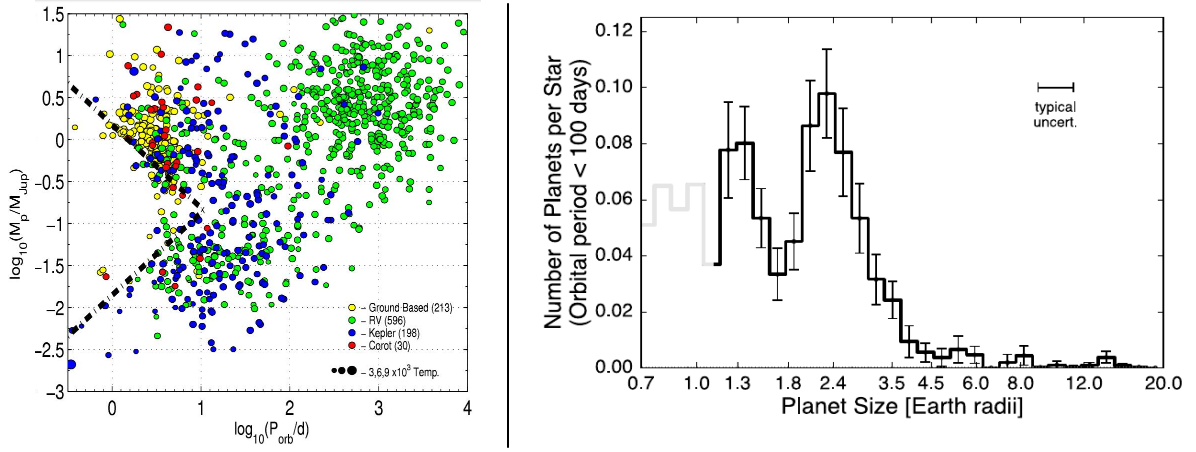 log10(Mp/MJup)
1.5
1
0.5
0
−0.5
−1
−1.5
−2
−2.5
−3
– Ground Based (213)
– RV (596)
– Kepler (198)
– Corot (30)
– 3,6,9 x10³ Temp.
0 1 2 3 4
log10(Porb/d)
Number of Planets per Star
(Orbital period < 100 days)
0.12
0.10
0.08
0.06
0.04
0.02
0.00
typical
uncert.
0.7 1.0 1.3 1.8 2.4 3.5 4.5 6.0 8.0 12.0 20.0
Planet Size [Earth radii]